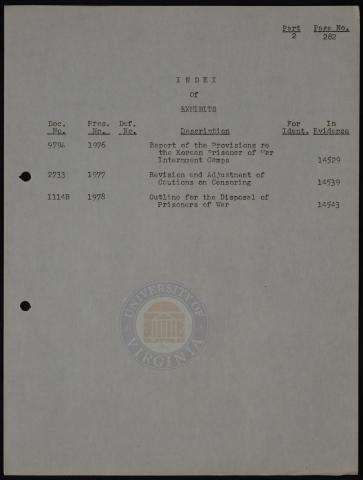 Part Page No.
2 282
INDEX
Of
EXHIBITS
Doc. Pros. Def. For In
No. No. No. Description Ident. Evidence
9794 1976 Report of the Provisions re
the Korean Prisoner of War
Internment Camps 14529
2733 1977 Revision and Adjustment of
Cautions on Censoring 14539
1114B 1978 Outline for the Disposal of
Prisoners of War 14543
UNIVERSITY OF VIRGINIA